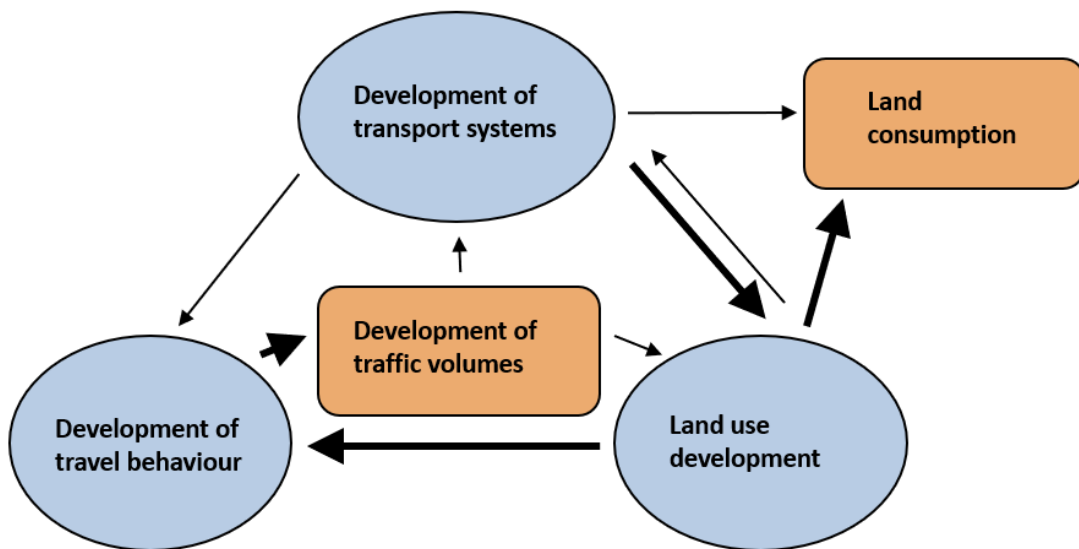 Development of
transport systems
Land
consumption
Development of
traffic volumes
Development of
travel behaviour
Land use
development